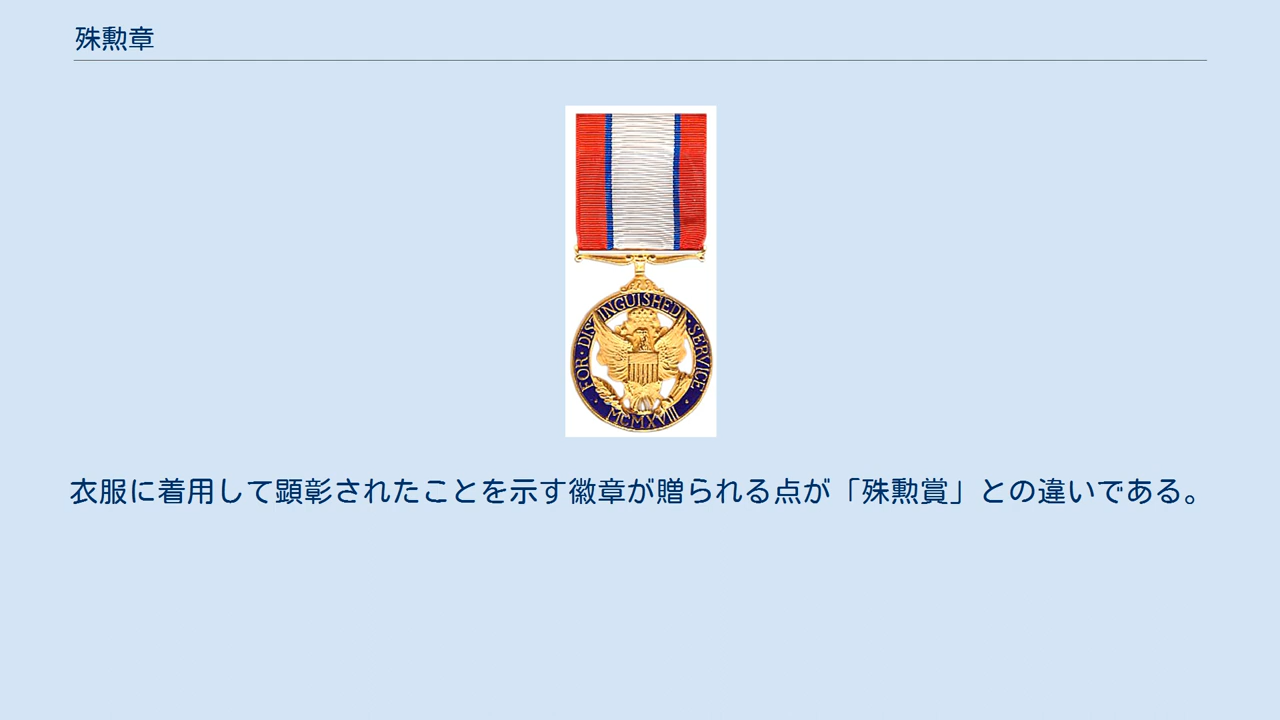 殊勲章
FOR · DISTINGUISHED · SERVICE
· MCMXVIII ·
衣服に着用して顕彰されたことを示す徽章が贈られる点が「殊勲賞」との違いである。